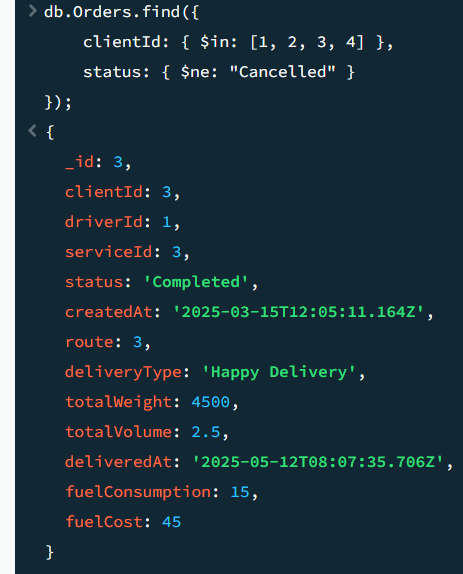 > db.Orders.find({
clientId: { $in: [1, 2, 3, 4] },
status: { $ne: "Cancelled" }
});
< {
_id: 3,
clientId: 3,
driverId: 1,
serviceId: 3,
status: 'Completed',
createdAt: '2025-03-15T12:05:11.164Z',
route: 3,
deliveryType: 'Happy Delivery',
totalWeight: 4500,
totalVolume: 2.5,
deliveredAt: '2025-05-12T08:07:35.706Z',
fuelConsumption: 15,
fuelCost: 45
}